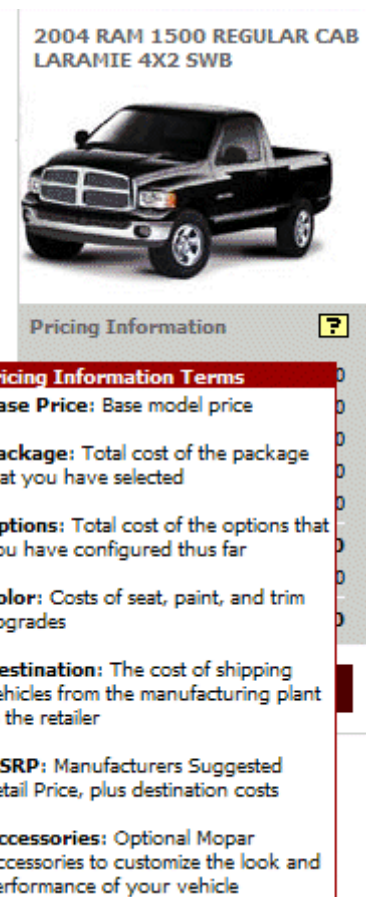 2004 RAM 1500 REGULAR CAB
LARAMIE 4X2 SWB
Pricing Information
?
ricing Information Terms
ase Price: Base model price
ackage: Total cost of the package
at you have selected
ptions: Total cost of the options that
ou have configured thus far
olor: Costs of seat, paint, and trim
pgrades
estination: The cost of shipping
ehicles from the manufacturing plant
the retailer
SRP: Manufacturers Suggested
etail Price, plus destination costs
ccessories: Optional Mopar
ccessories to customize the look and
erformance of your vehicle